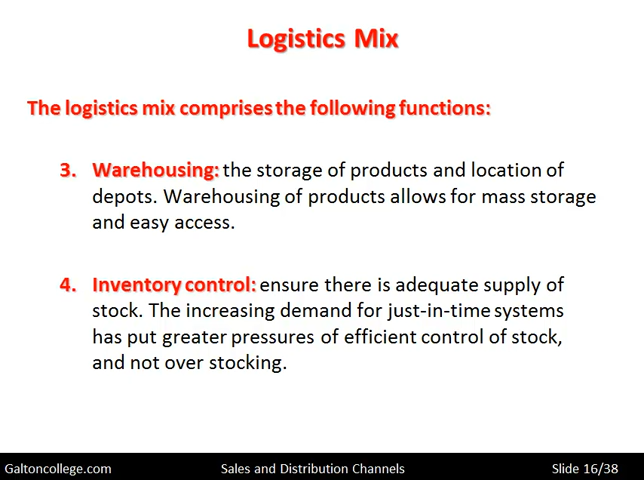 Logistics Mix
The logistics mix comprises the following functions:
3. Warehousing: the storage of products and location of
depots. Warehousing of products allows for mass storage
and easy access.
4. Inventory control: ensure there is adequate supply of
stock. The increasing demand for just-in-time systems
has put greater pressures of efficient control of stock,
and not over stocking.
Galtoncollege.com Sales and Distribution Channels Slide 16/38